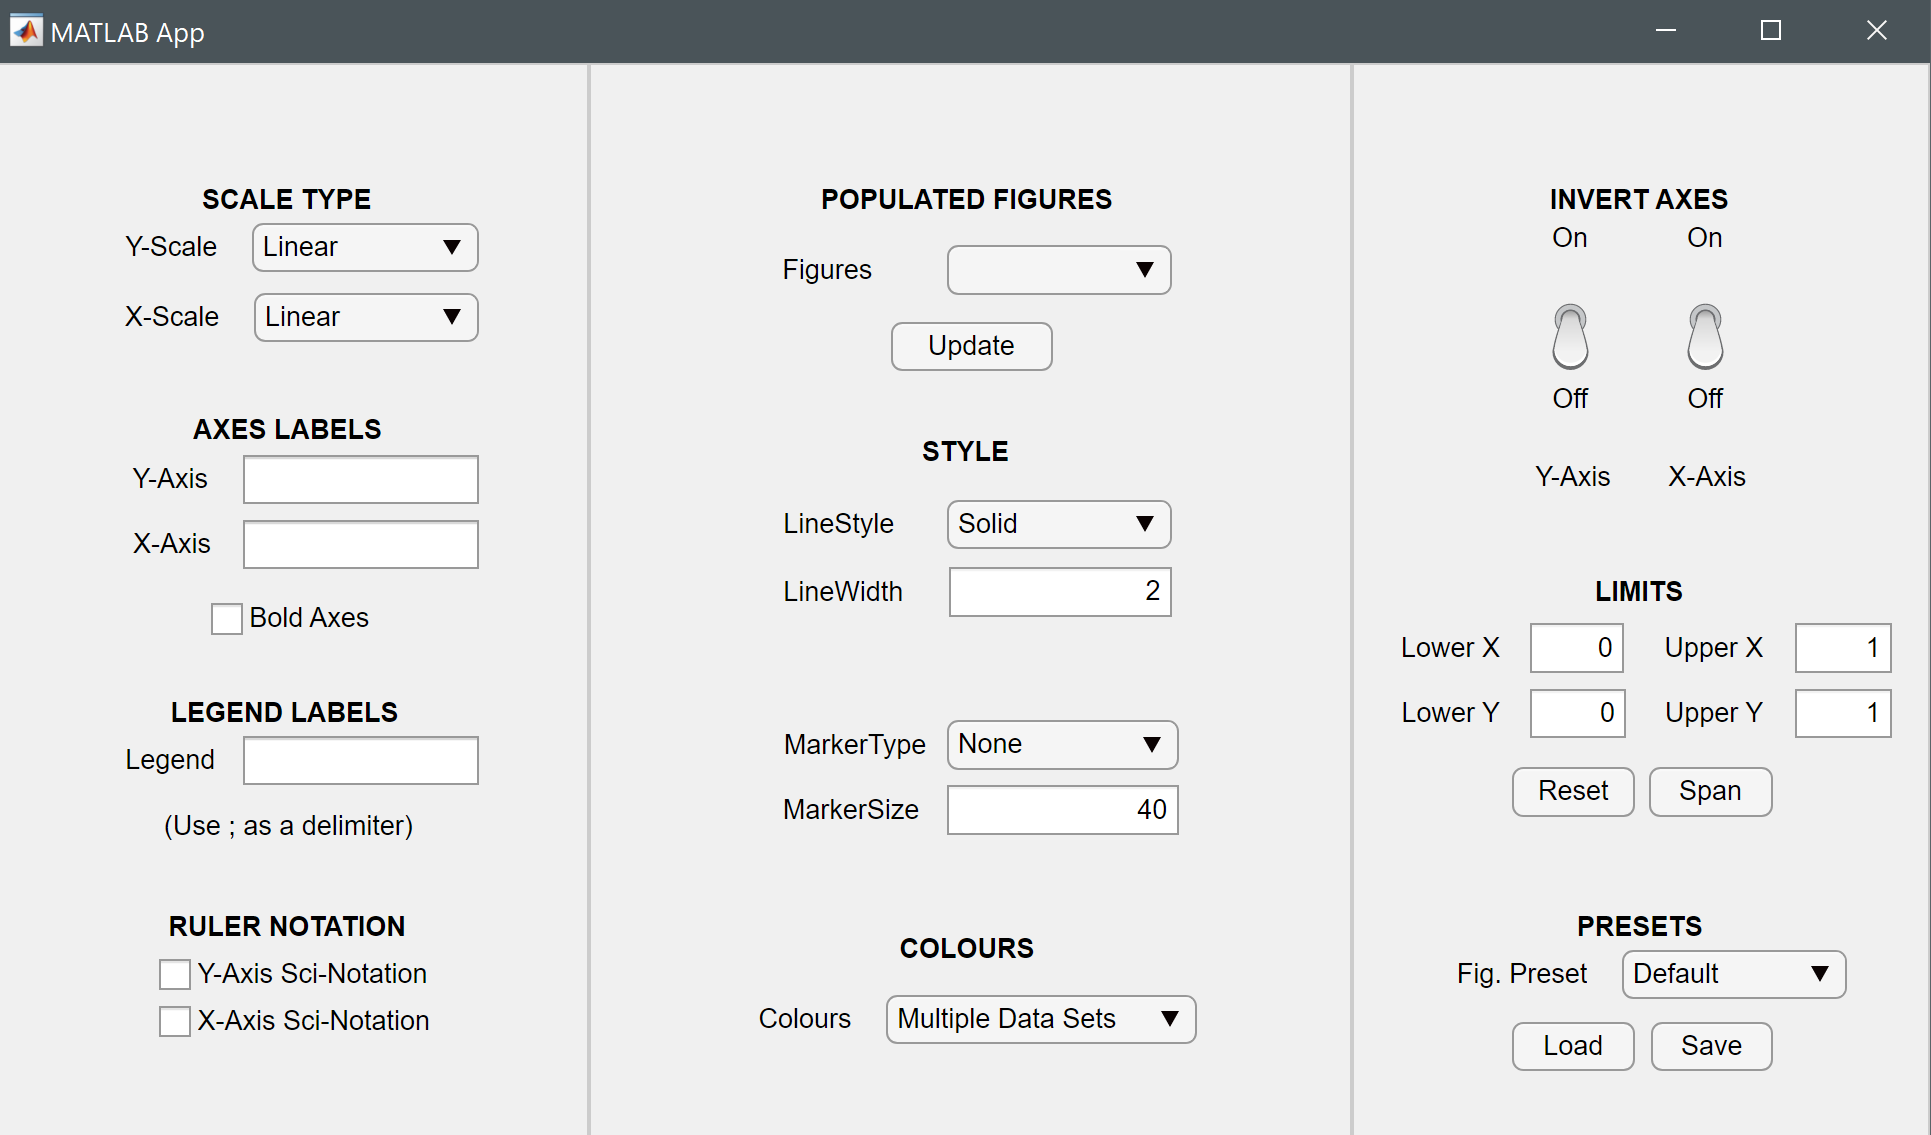 MATLAB App
SCALE TYPE
Y-Scale Linear
X-Scale Linear
AXES LABELS
Y-Axis
X-Axis
Bold Axes
LEGEND LABELS
Legend
(Use ; as a delimiter)
RULER NOTATION
Y-Axis Sci-Notation
X-Axis Sci-Notation
POPULATED FIGURES
Figures
Update
STYLE
LineStyle Solid
LineWidth 2
MarkerType None
MarkerSize 40
COLOURS
Colours Multiple Data Sets
INVERT AXES
On On
Off Off
Y-Axis X-Axis
LIMITS
Lower X 0 Upper X 1
Lower Y 0 Upper Y 1
Reset Span
PRESETS
Fig. Preset Default
Load Save